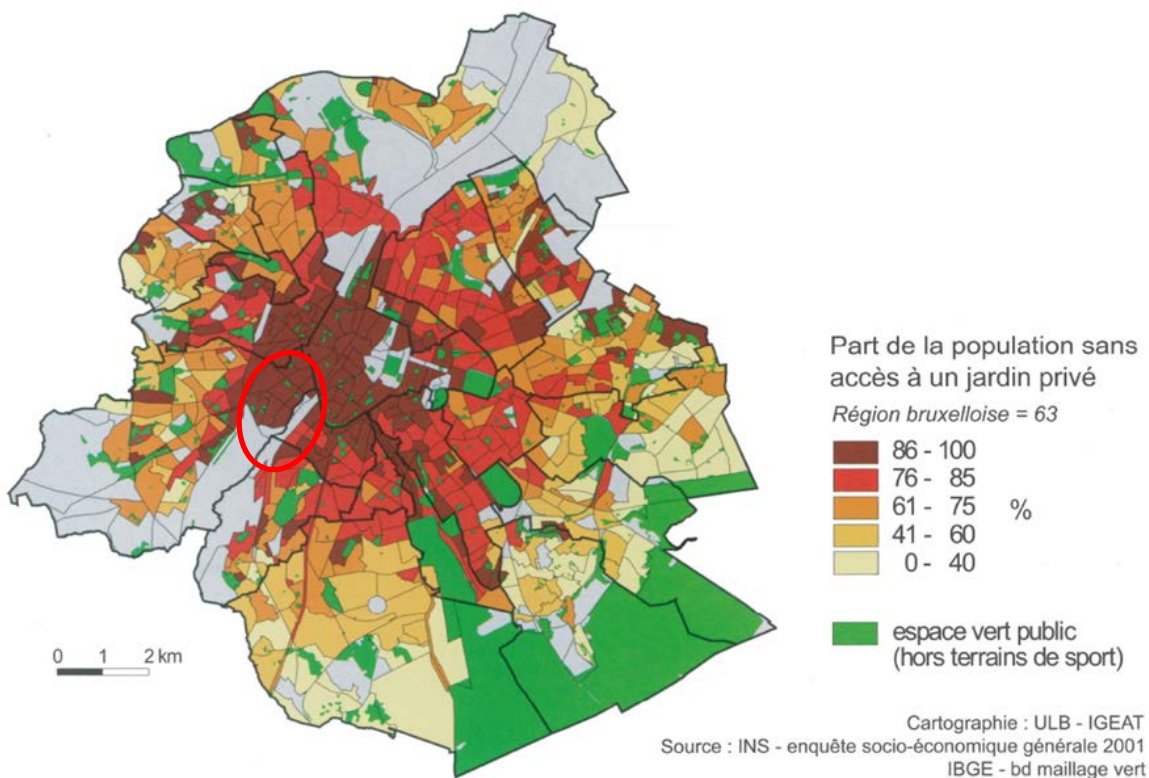 Part de la population sans
accès à un jardin privé
Région bruxelloise = 63
86 - 100
76 - 85
61 - 75 %
41 - 60
0 - 40
espace vert public
(hors terrains de sport)
0 1 2 km
Cartographie : ULB - IGEAT
Source : INS - enquête socio-économique générale 2001
IBGE - bd maillage vert